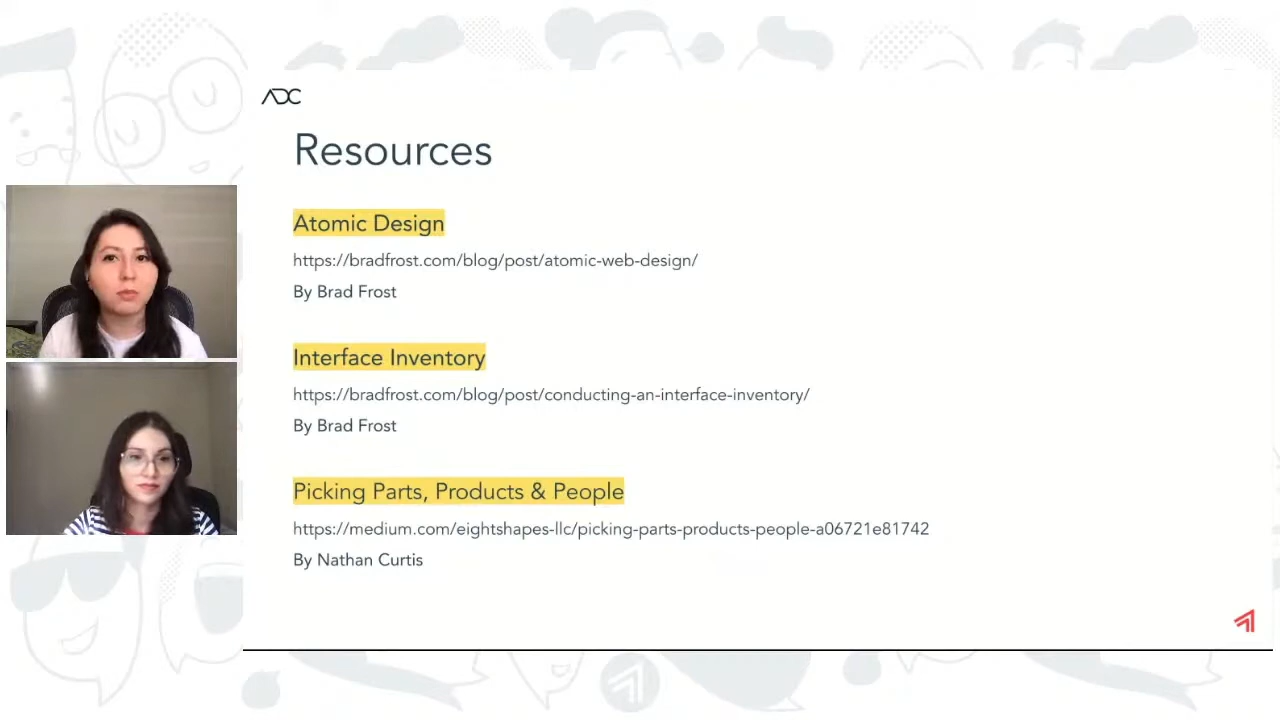 ADC
Resources
Atomic Design
https://bradfrost.com/blog/post/atomic-web-design/
By Brad Frost
Interface Inventory
https://bradfrost.com/blog/post/conducting-an-interface-inventory/
By Brad Frost
Picking Parts, Products & People
https://medium.com/eightshapes-llc/picking-parts-products-people-a06721e81742
By Nathan Curtis